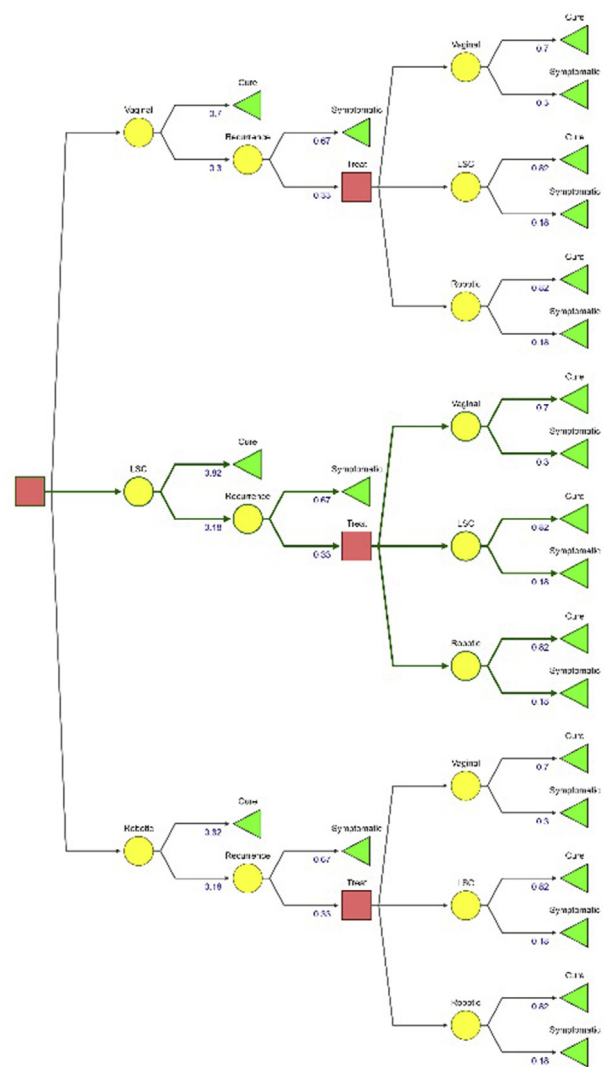 Cure
Vaginal
0.7
Symptomatic
Cure
0.3
Vaginal
0.7
Symptomatic
Cure
Recurrence
0.67
LSC
0.3
Treat
0.82
Symptomatic
0.33
0.18
Cure
Robotic
0.82
Symptomatic
0.18
Cure
Vaginal
0.7
Symptomatic
Cure
0.3
LSC
0.82
Symptomatic
Cure
Recurrence
0.67
LSC
0.18
Treat
0.82
Symptomatic
0.33
0.18
Cure
Robotic
0.82
Symptomatic
0.18
Cure
Vaginal
0.7
Symptomatic
Cure
0.3
Robotic
0.82
Symptomatic
Cure
Recurrence
0.67
LSC
0.18
Treat
0.82
Symptomatic
0.33
0.18
Cure
Robotic
0.82
Symptomatic
0.18